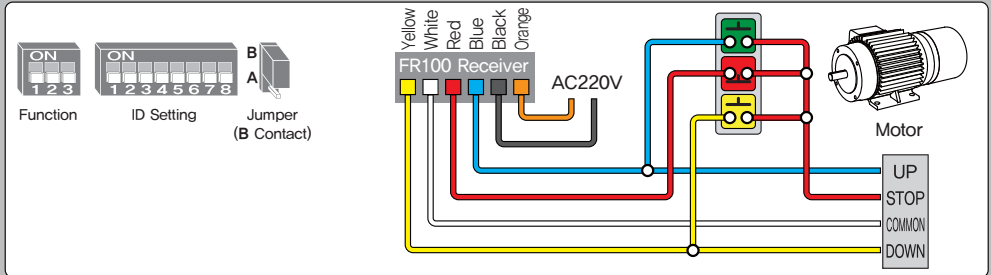 ON
1 2 3
Function
ON
1 2 3 4 5 6 7 8
ID Setting
B
A
Jumper
(B Contact)
Yellow
White
Red
Blue
Black
Orange
FR100 Receiver
AC220V
Motor
UP
STOP
COMMON
DOWN